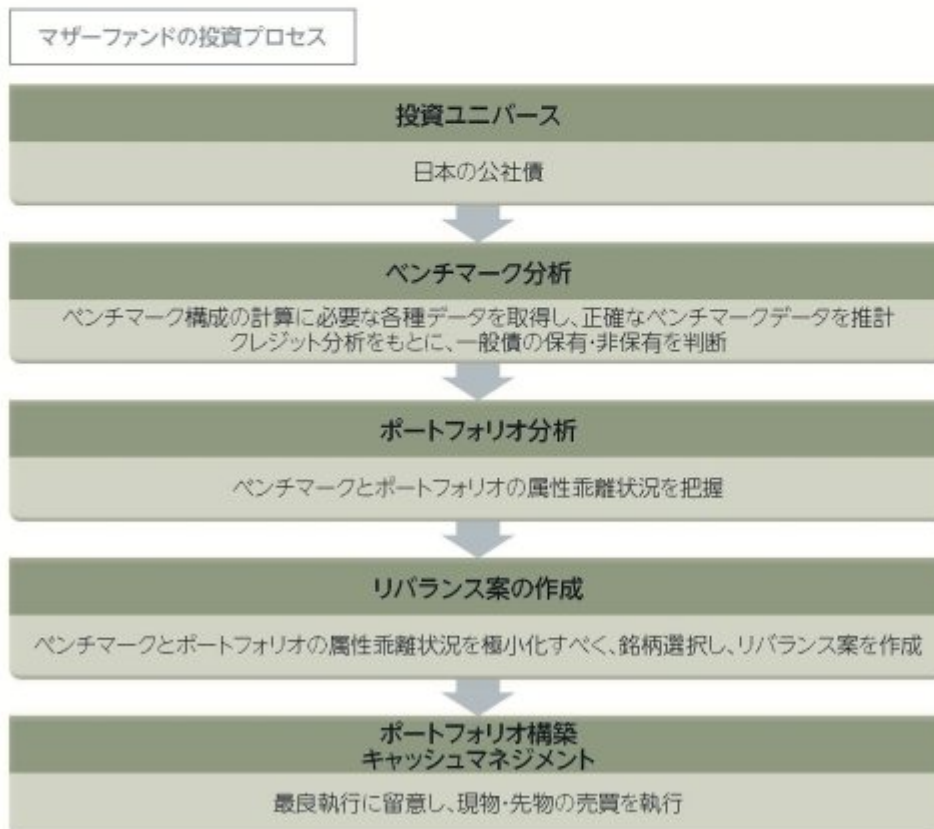 マザーファンドの投資プロセス
投資ユニバース
日本の公社債
ベンチマーク分析
ベンチマーク構成の計算に必要な各種データを取得し、正確なベンチマークデータを推計
クレジット分析をもとに、一般債の保有・非保有を判断
ポートフォリオ分析
ベンチマークとポートフォリオの属性乖離状況を把握
リバランス案の作成
ベンチマークとポートフォリオの属性乖離状況を極小化すべく、銘柄選択し、リバランス案を作成
ポートフォリオ構築
キャッシュマネジメント
最良執行に留意し、現物・先物の売買を執行